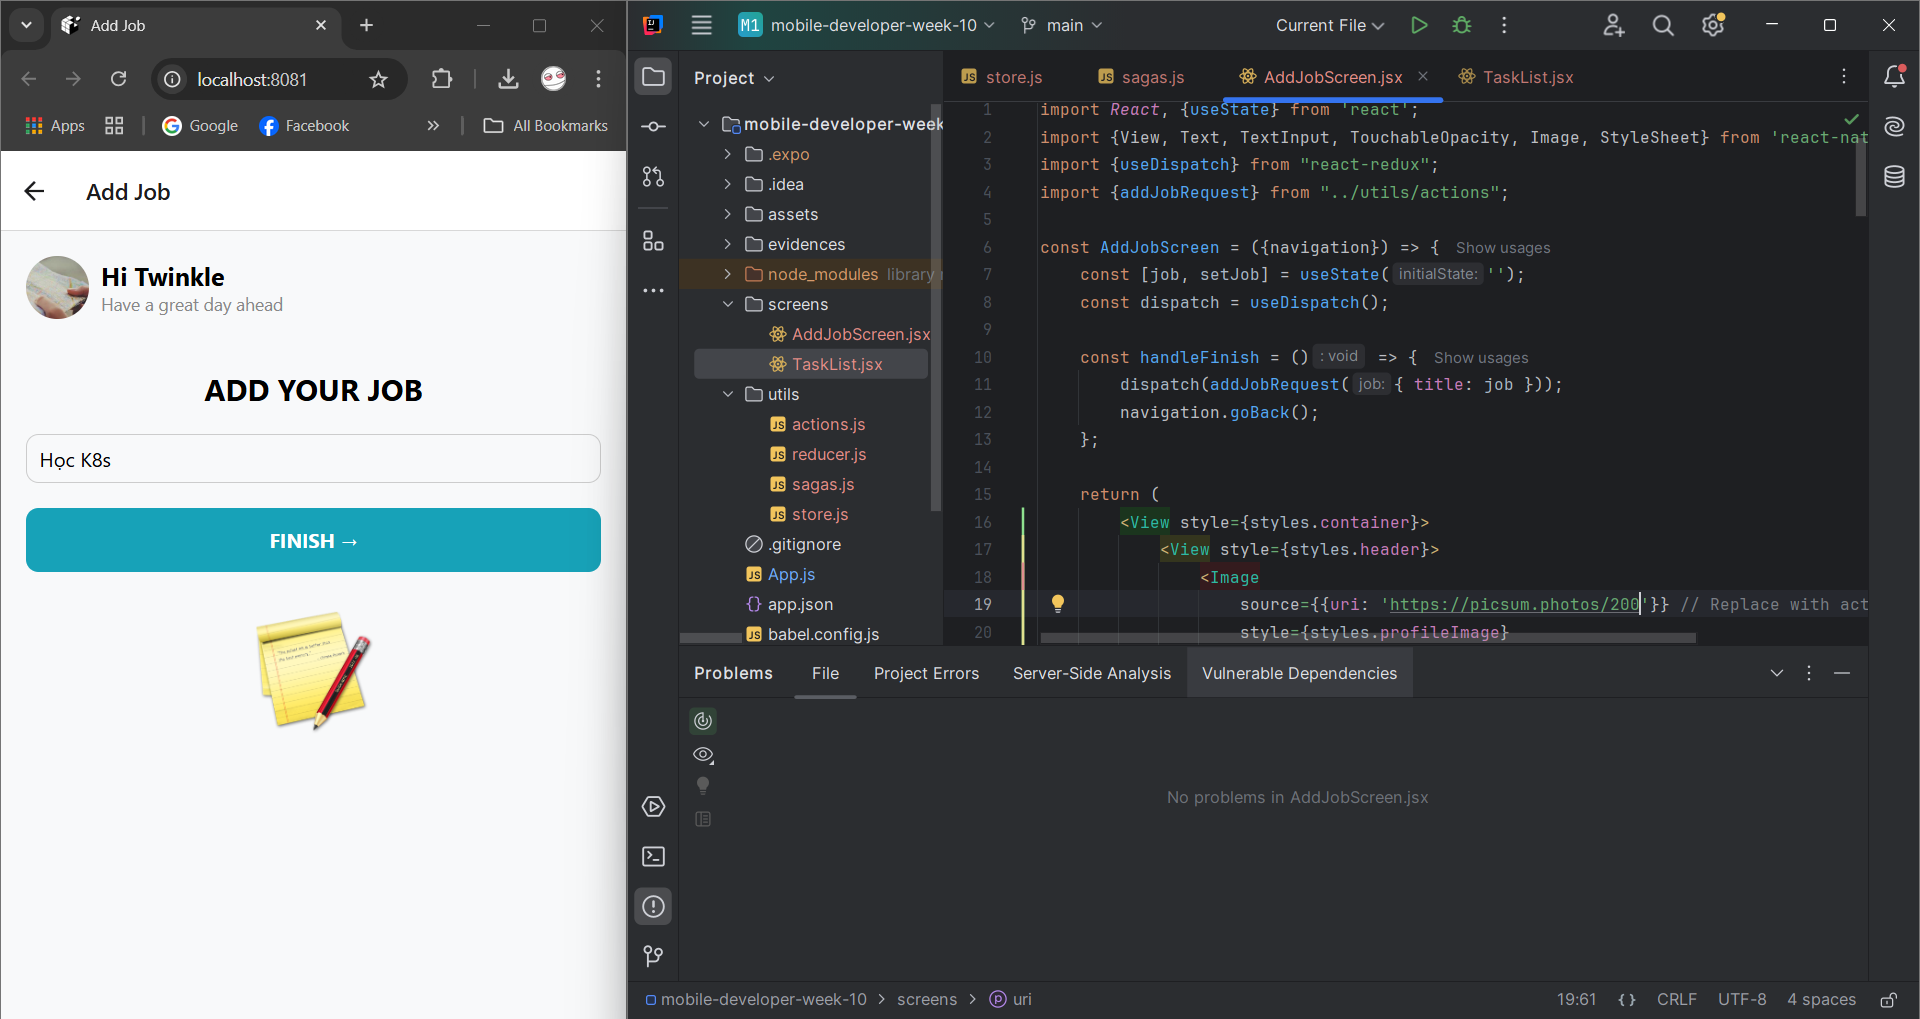 Add Job
localhost:8081
Apps
Google
Facebook
All Bookmarks
Add Job
Hi Twinkle
Have a great day ahead
ADD YOUR JOB
Học K8s
FINISH →
M1 mobile-developer-week-10
main
Current File
Project
mobile-developer-week
.expo
.idea
assets
evidences
node_modules library
screens
AddJobScreen.jsx
TaskList.jsx
utils
JS actions.js
JS reducer.js
JS sagas.js
JS store.js
.gitignore
JS App.js
{} app.json
JS babel.config.js
JS store.js
JS sagas.js
AddJobScreen.jsx
TaskList.jsx
1 import React, {useState} from 'react';
2 import {View, Text, TextInput, TouchableOpacity, Image, StyleSheet} from 'react-nat
3 import {useDispatch} from "react-redux";
4 import {addJobRequest} from "../utils/actions";
5
6 const AddJobScreen = ({navigation}) => { Show usages
7 const [job, setJob] = useState( initialState: '');
8 const dispatch = useDispatch();
9
10 const handleFinish = () : void => { Show usages
11 dispatch(addJobRequest( job: { title: job }));
12 navigation.goBack();
13 };
14
15 return (
16 <View style={styles.container}>
17 <View style={styles.header}>
18 <Image
19 source={{uri: 'https://picsum.photos/200'}} // Replace with act
20 style={styles.profileImage}
Problems
File
Project Errors
Server-Side Analysis
Vulnerable Dependencies
No problems in AddJobScreen.jsx
mobile-developer-week-10 > screens > p uri
19:61 {} CRLF UTF-8 4 spaces